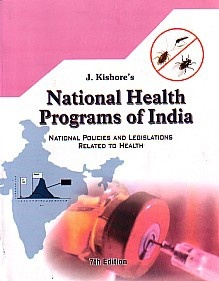 J. Kishore's
National Health
Programs of India
National Policies and Legislations
Related to Health
7th Edition